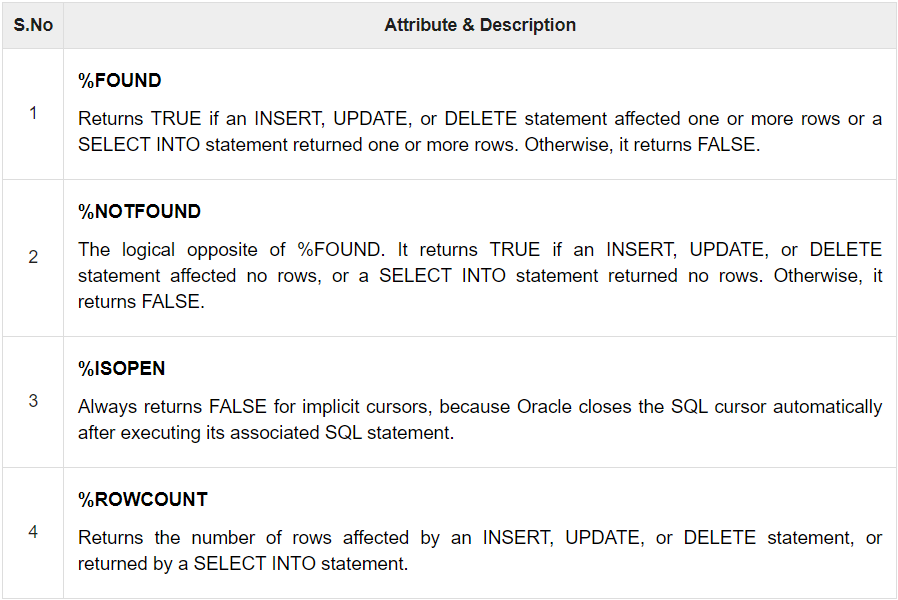 S.No
Attribute & Description
1
%FOUND
Returns TRUE if an INSERT, UPDATE, or DELETE statement affected one or more rows or a
SELECT INTO statement returned one or more rows. Otherwise, it returns FALSE.
2
%NOTFOUND
The logical opposite of %FOUND. It returns TRUE if an INSERT, UPDATE, or DELETE
statement affected no rows, or a SELECT INTO statement returned no rows. Otherwise, it
returns FALSE.
3
%ISOPEN
Always returns FALSE for implicit cursors, because Oracle closes the SQL cursor automatically
after executing its associated SQL statement.
4
%ROWCOUNT
Returns the number of rows affected by an INSERT, UPDATE, or DELETE statement, or
returned by a SELECT INTO statement.